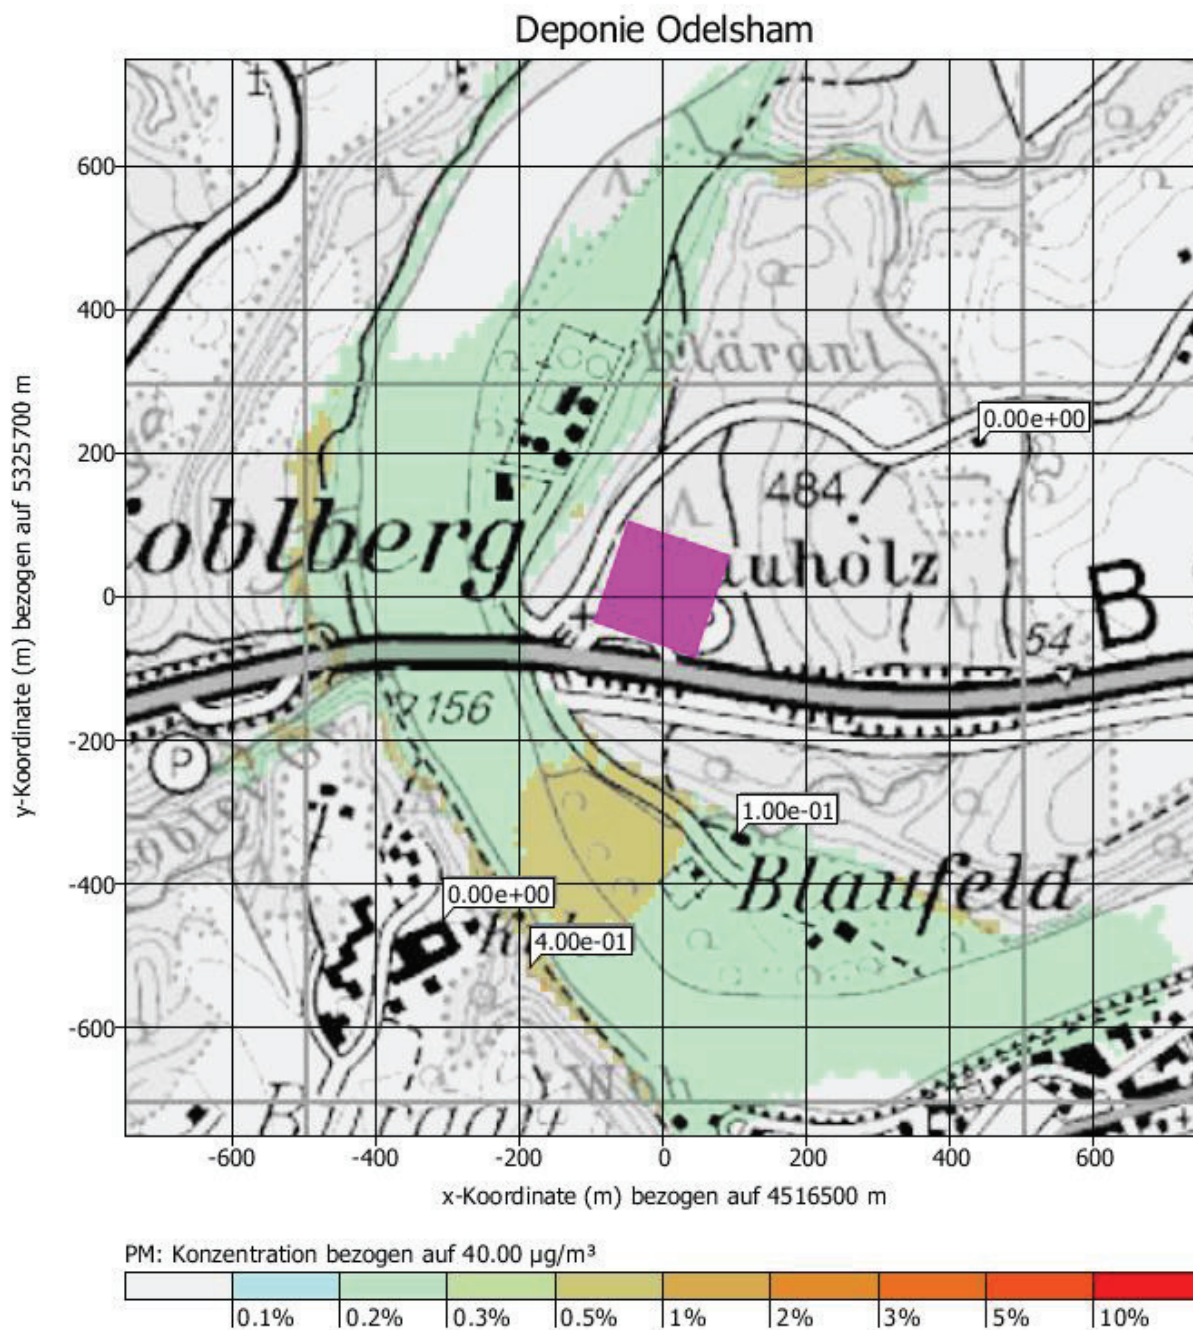 Deponie Odelsham
600
400
Kläranl
0.00e+00
200
484
oblberg
auholz
0
B
54
156
-200
P
1.00e-01
y-Koordinate (m) bezogen auf 5325700 m
-400
Blaufeld
0.00e+00
4.00e-01
-600
-600
-400
-200
0
200
400
600
x-Koordinate (m) bezogen auf 4516500 m
PM: Konzentration bezogen auf 40.00 µg/m³
0.1%
0.2%
0.3%
0.5%
1%
2%
3%
5%
10%